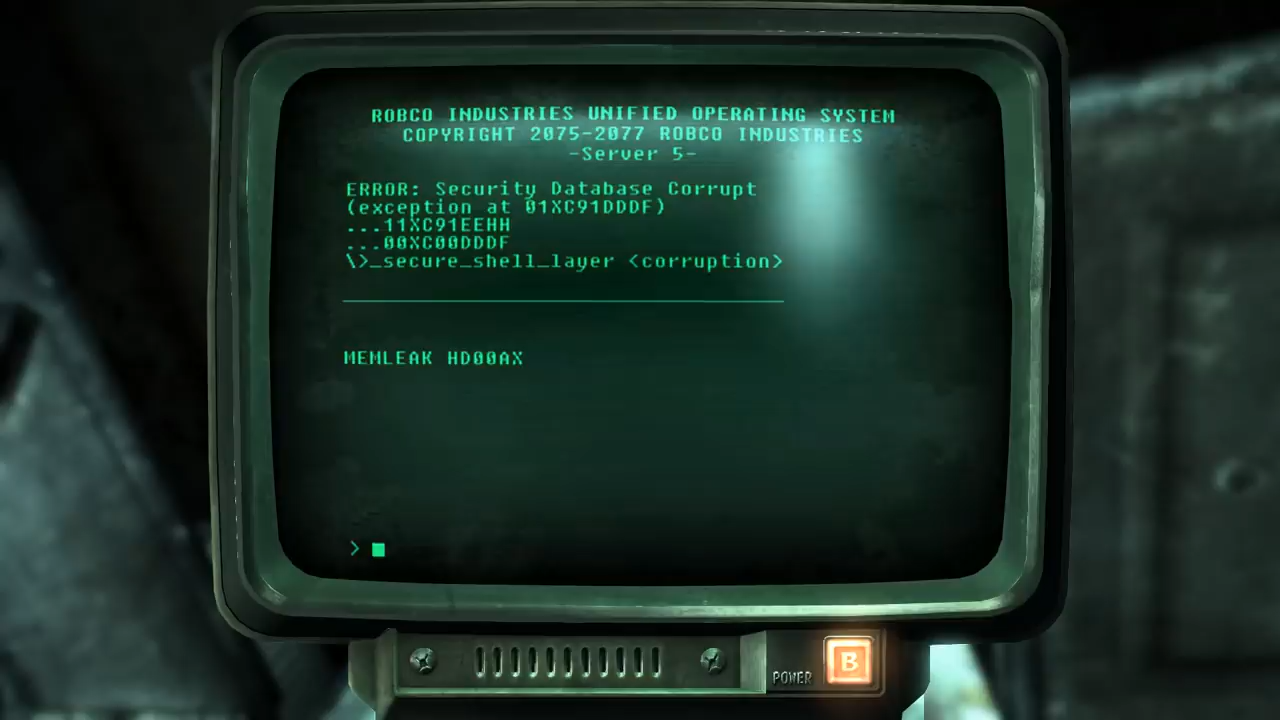 ROBCO INDUSTRIES UNIFIED OPERATING SYSTEM
COPYRIGHT 2075-2077 ROBCO INDUSTRIES
-Server 5-
ERROR: Security Database Corrupt
(exception at 01XC91DDDF)
...11XC91EEHH
...00XC00DDDF
\>_secure_shell_layer <corruption>
MEMLEAK HD00AX
>
POWER
B